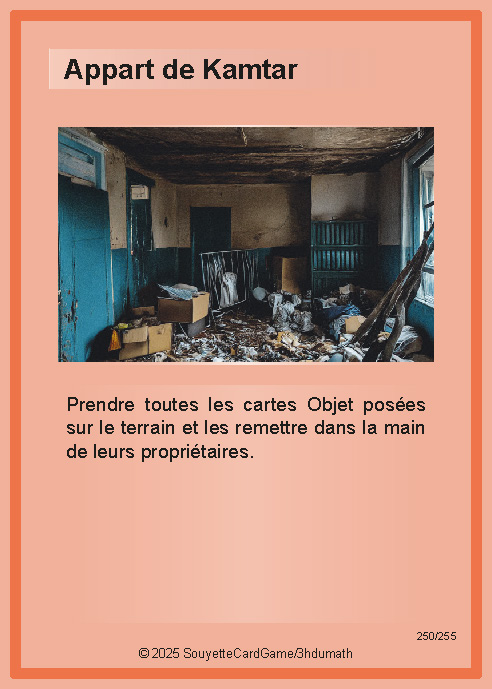 Appart de Kamtar
Prendre toutes les cartes Objet posées
sur le terrain et les remettre dans la main
de leurs propriétaires.
250/255
© 2025 SouyetteCardGame/3hdumath